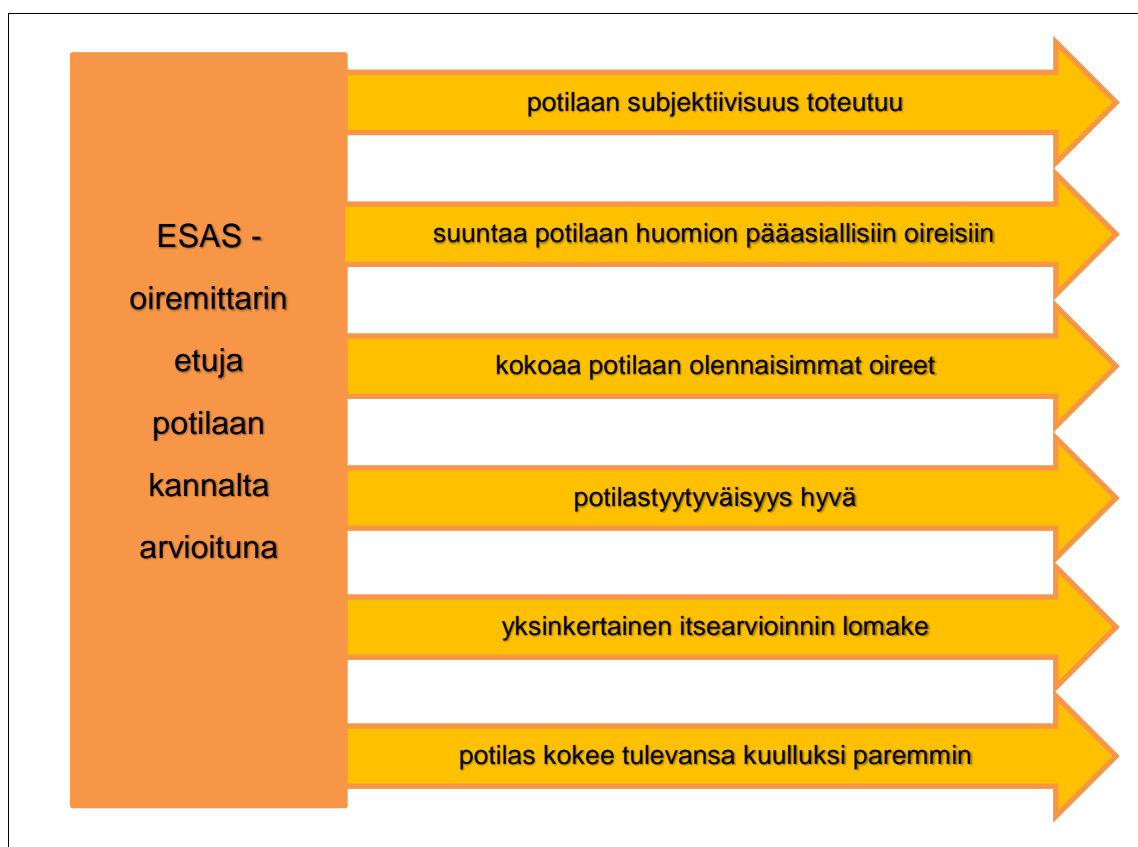 ESAS -
oiremittarin
etuja
potilaan
kannalta
arvioituna
potilaan subjektiivisuus toteutuu
suuntaa potilaan huomion pääasiallisiin oireisiin
kokoaa potilaan olennaisimmat oireet
potilastyytyväisyys hyvä
yksinkertainen itsearvioinnin lomake
potilas kokee tulevansa kuulluksi paremmin